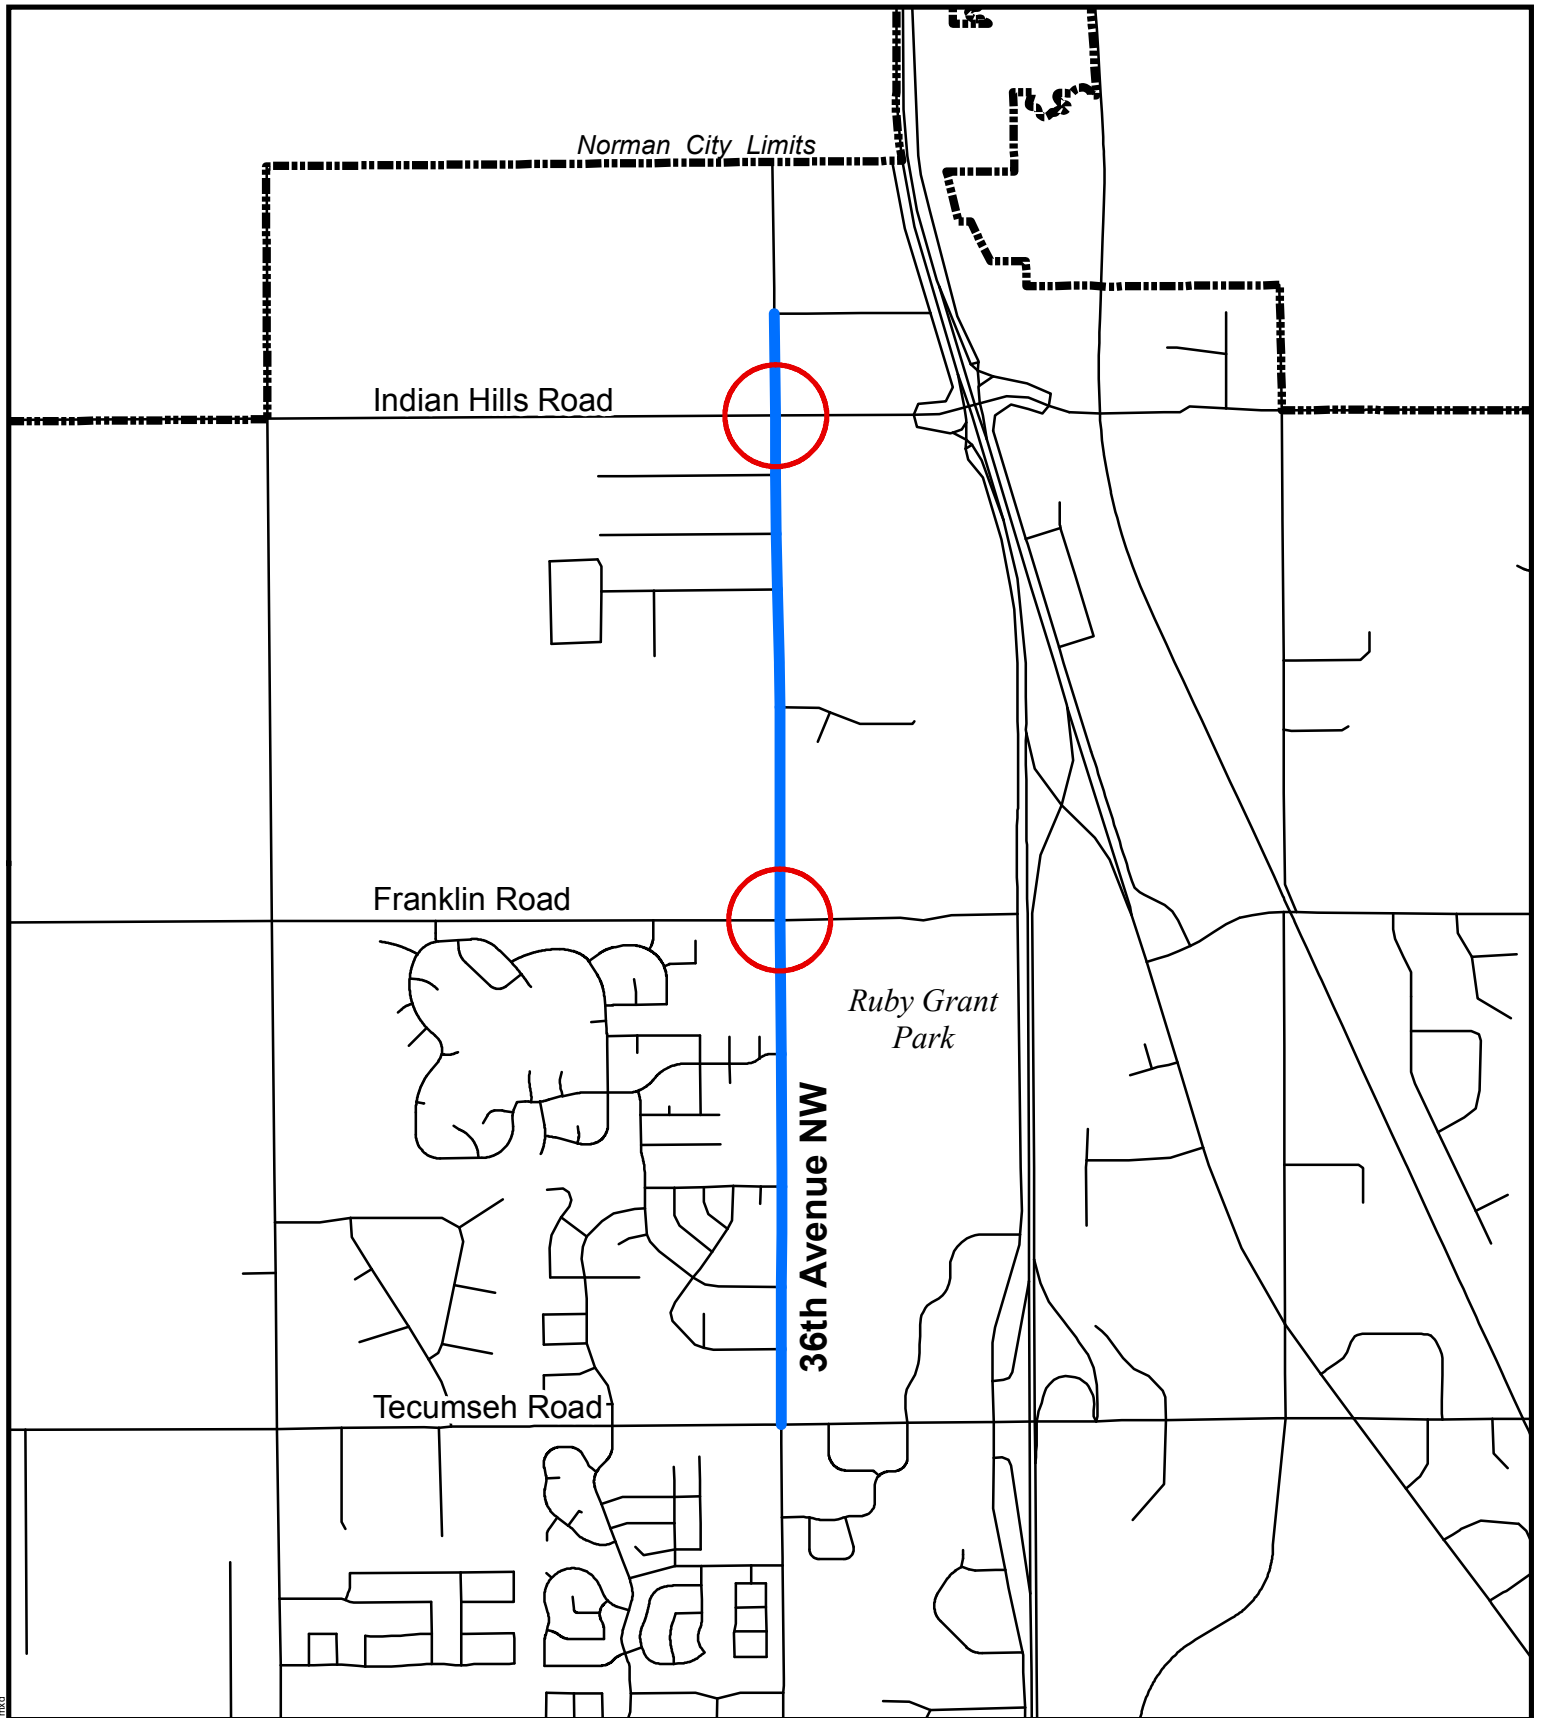 Norman City Limits
Indian Hills Road
Franklin Road
Ruby Grant
Park
36th Avenue NW
Tecumseh Road